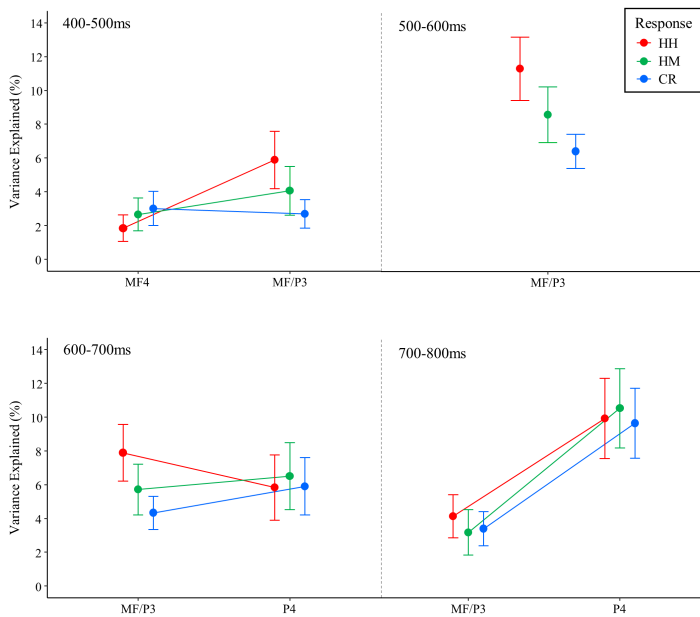 400-500ms
500-600ms
Response
HH
HM
CR
Variance Explained (%)
14
12
10
8
6
4
2
0
MF4
MF/P3
MF/P3
600-700ms
700-800ms
Variance Explained (%)
14
12
10
8
6
4
2
0
MF/P3
P4
MF/P3
P4